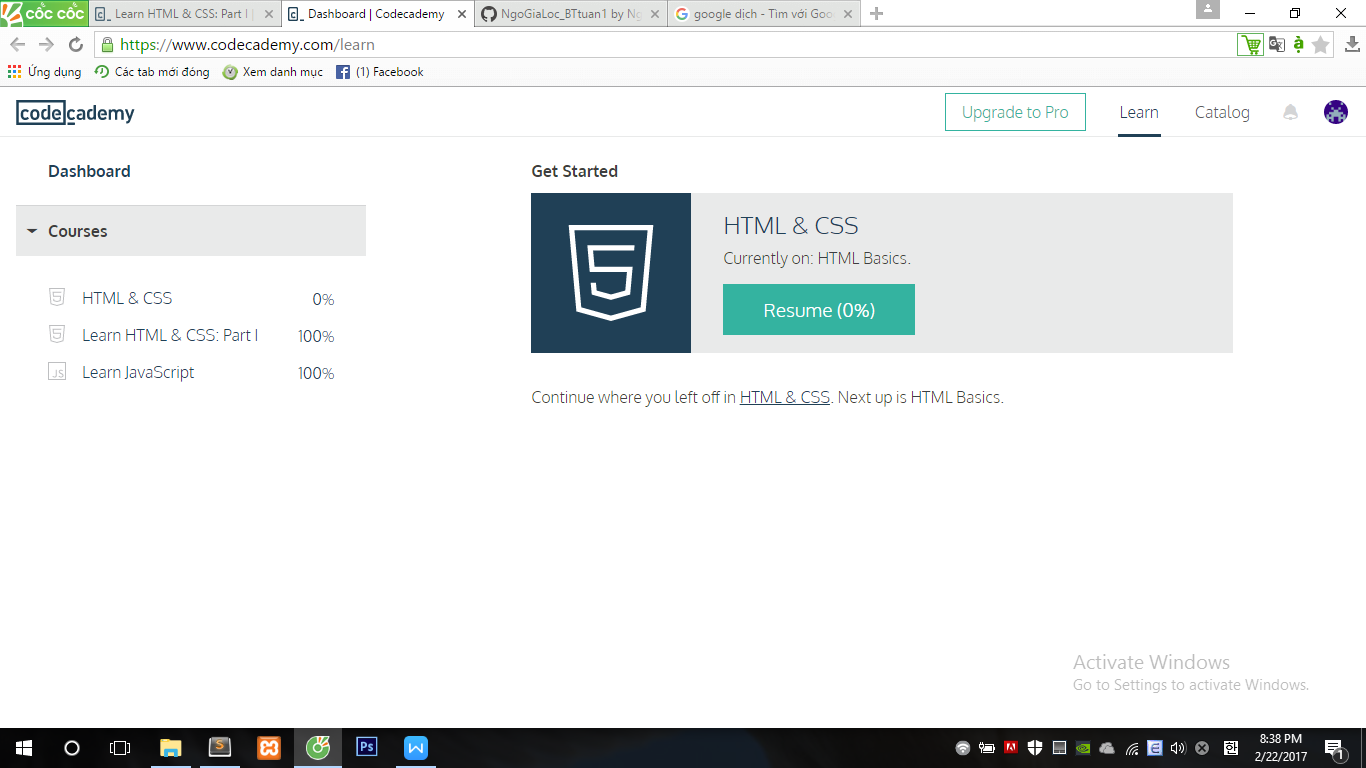 cốc cốc
Learn HTML & CSS: Part I |
Dashboard | Codecademy
NgoGiaLoc_BTtuan1 by Ng
google dịch - Tìm với Goo
https://www.codecademy.com/learn
Ứng dụng
Các tab mới đóng
Xem danh mục
(1) Facebook
codecademy
Upgrade to Pro
Learn
Catalog
Dashboard
Courses
HTML & CSS 0%
Learn HTML & CSS: Part I 100%
JS Learn JavaScript 100%
Get Started
HTML & CSS
Currently on: HTML Basics.
Resume (0%)
Continue where you left off in HTML & CSS. Next up is HTML Basics.
Activate Windows
Go to Settings to activate Windows.
8:38 PM
2/22/2017
1